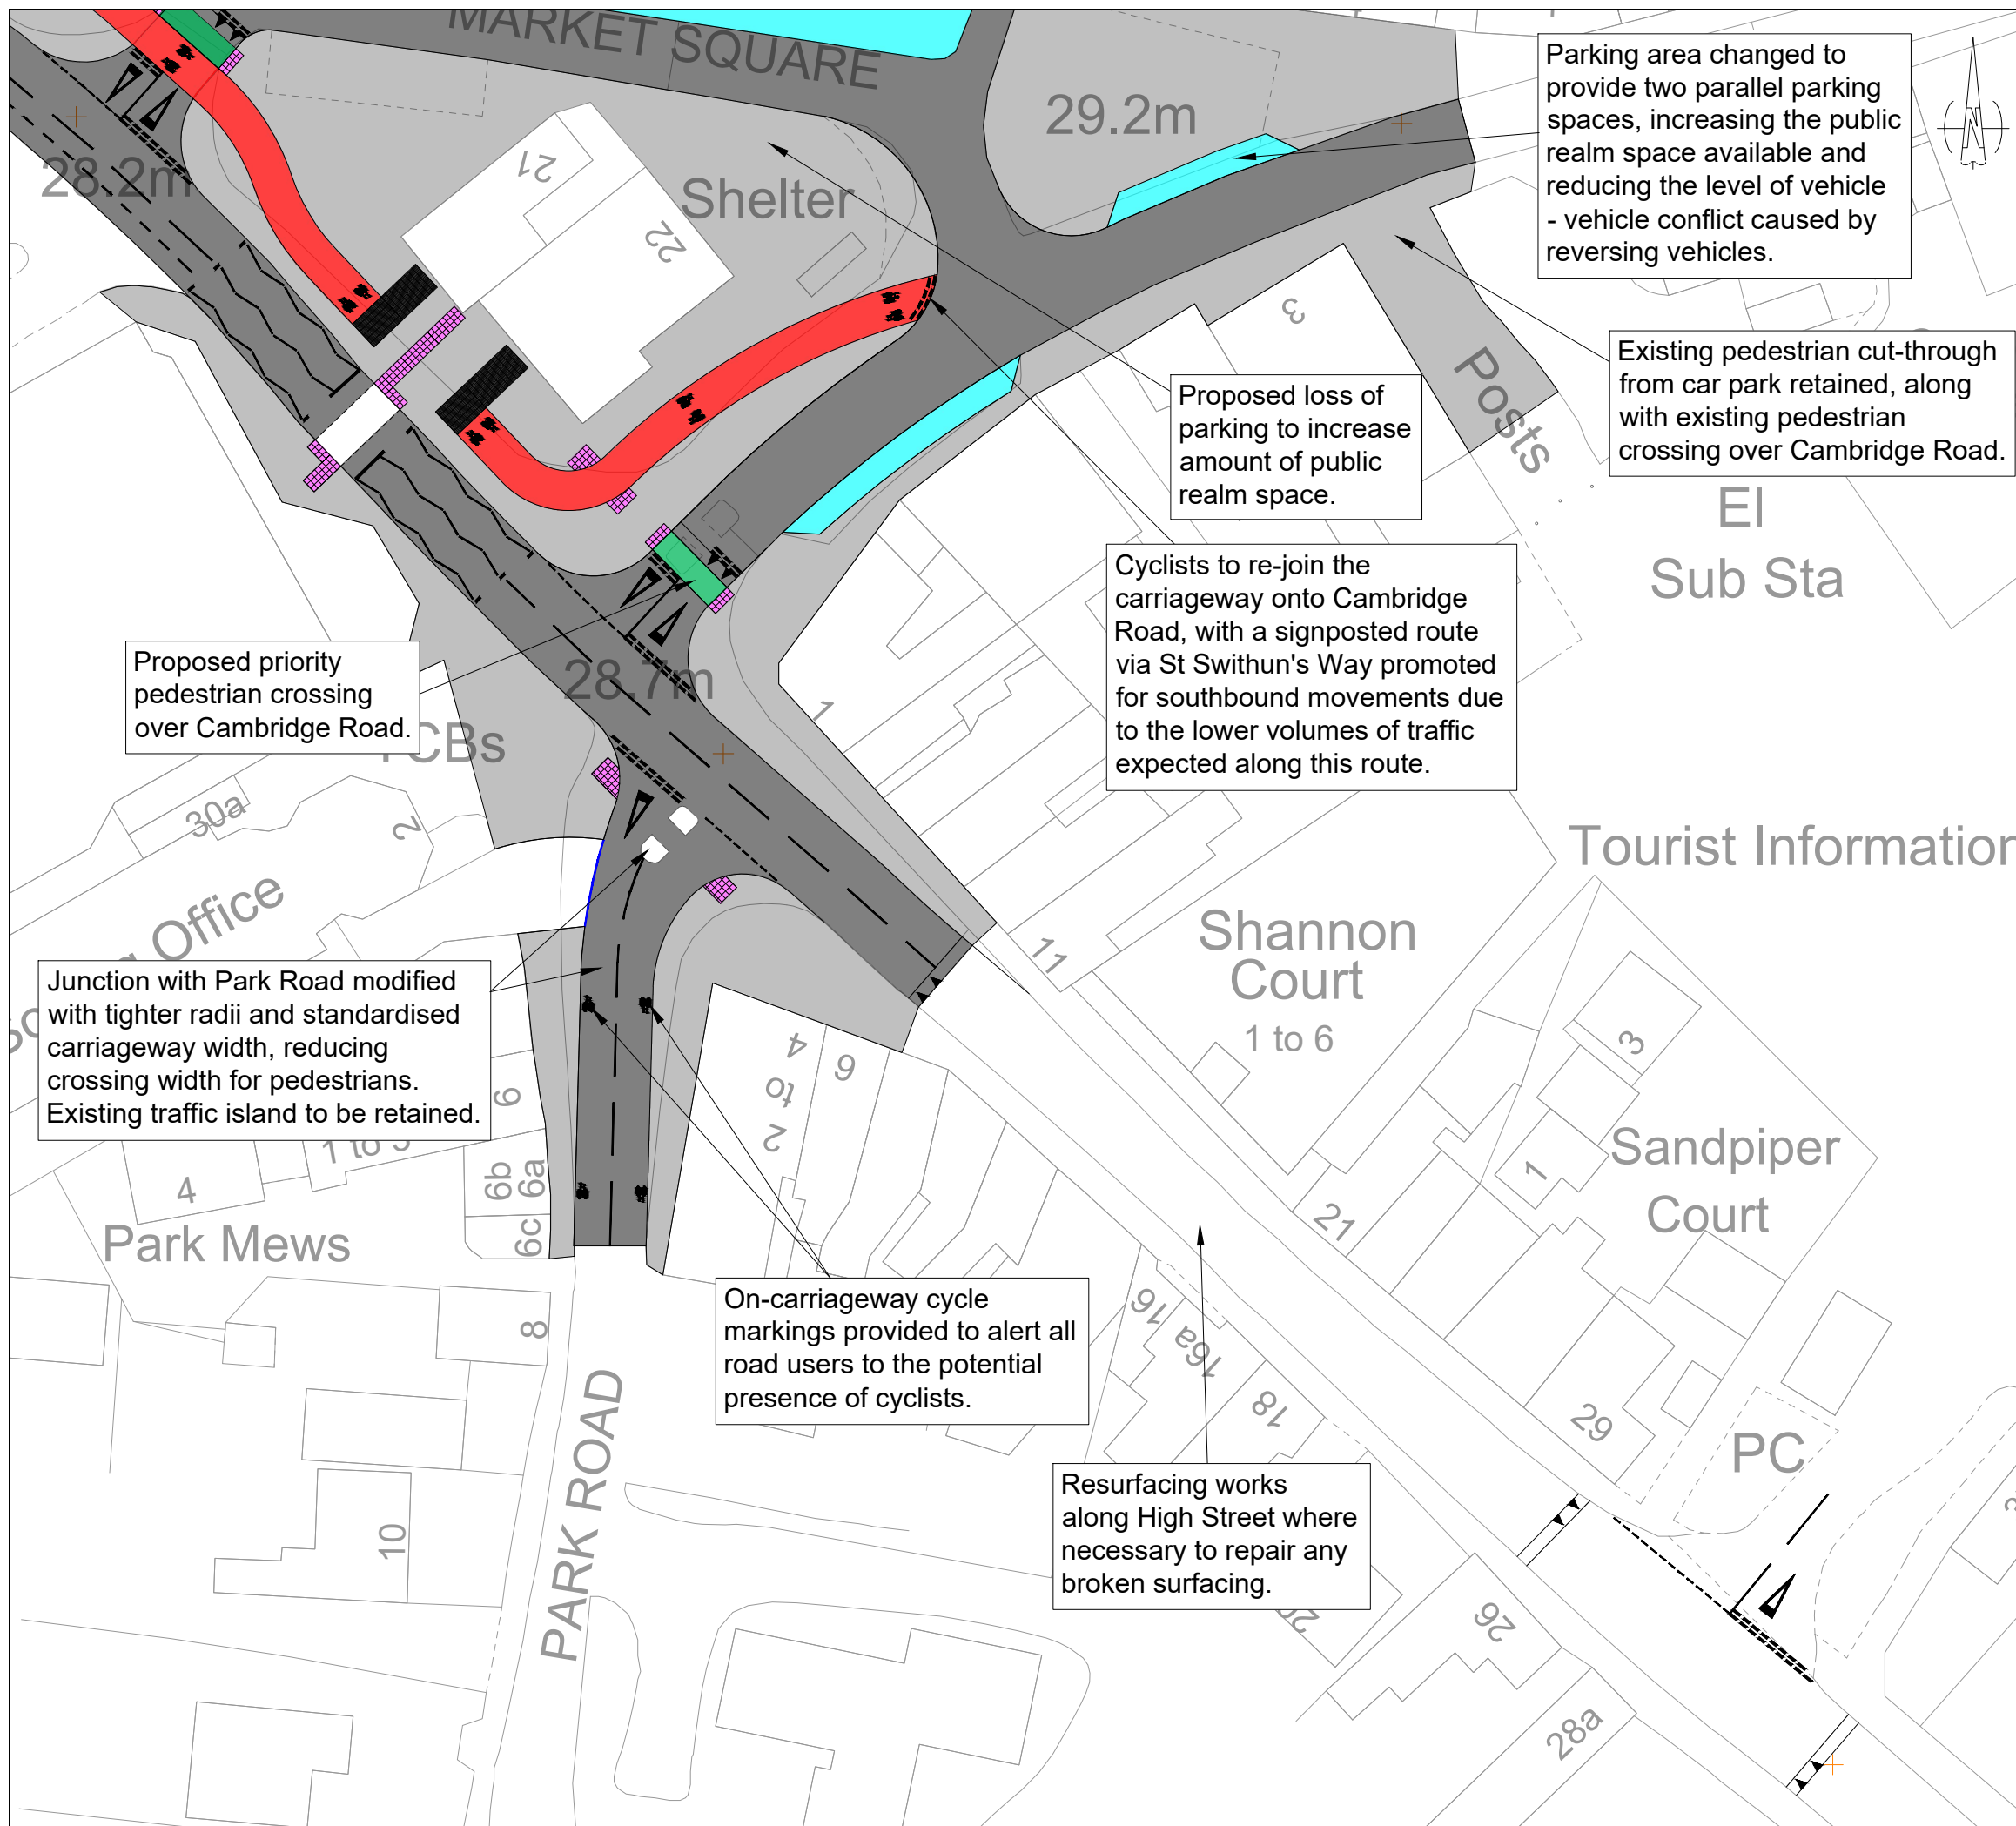 MARKET SQUARE
28.2m
29.2m
21
22
Shelter
3
Posts
Parking area changed to
provide two parallel parking
spaces, increasing the public
realm space available and
reducing the level of vehicle
- vehicle conflict caused by
reversing vehicles.
N
Existing pedestrian cut-through
from car park retained, along
with existing pedestrian
crossing over Cambridge Road.
Proposed loss of
parking to increase
amount of public
realm space.
El
Sub Sta
Cyclists to re-join the
carriageway onto Cambridge
Road, with a signposted route
via St Swithun's Way promoted
for southbound movements due
to the lower volumes of traffic
expected along this route.
Proposed priority
pedestrian crossing
over Cambridge Road.
28.7m
1
30a
2
Office
Tourist Information
Shannon
Court
1 to 6
11
Junction with Park Road modified
with tighter radii and standardised
carriageway width, reducing
crossing width for pedestrians.
Existing traffic island to be retained.
6
2 to 4
6
3
1
Sandpiper
Court
4
6b
6a
6c
21
Park Mews
8
On-carriageway cycle
markings provided to alert all
road users to the potential
presence of cyclists.
16
16a
18
29
PC
PARK ROAD
10
Resurfacing works
along High Street where
necessary to repair any
broken surfacing.
26
28a